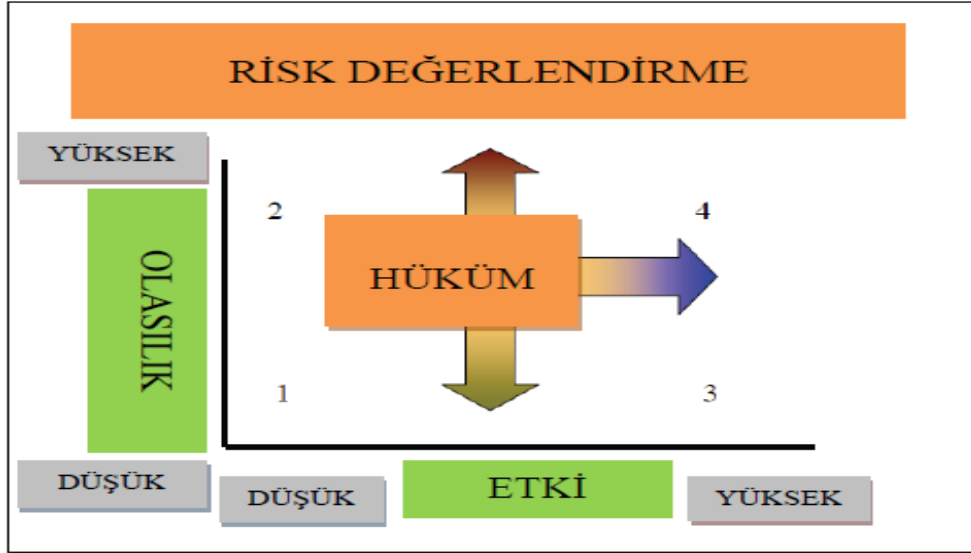 RİSK DEĞERLENDİRME
YÜKSEK
2
4
OLASILIK
HÜKÜM
1
3
DÜŞÜK
DÜŞÜK
ETKİ
YÜKSEK